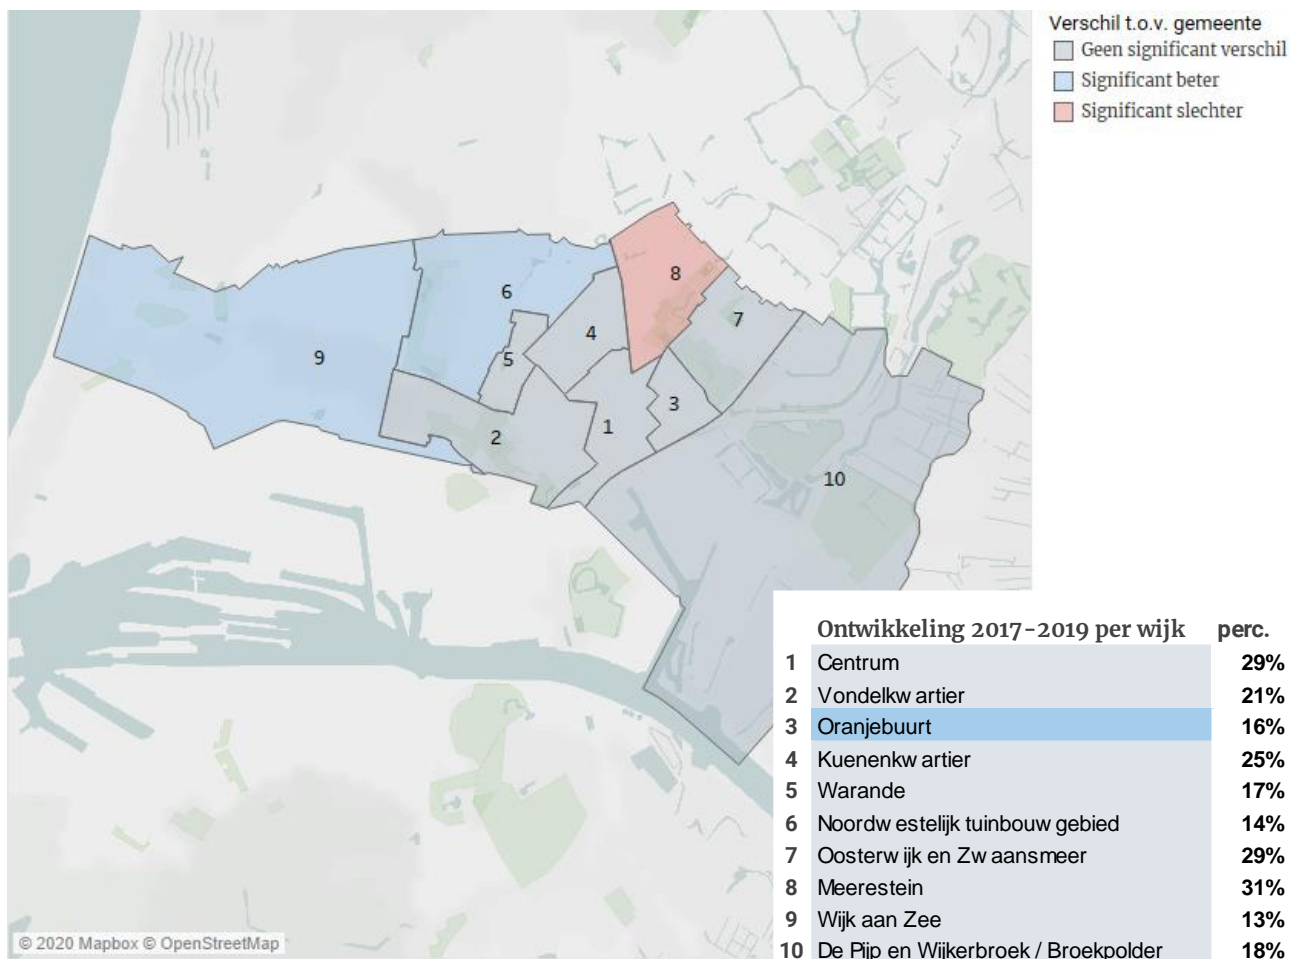 Verschil t.o.v. gemeente
Geen significant verschil
Significant beter
Significant slechter
8
6
7
4
5
9
3
1
2
10
Ontwikkeling 2017-2019 per wijk perc.
1 Centrum 29%
2 Vondelkw artier 21%
3 Oranjebuurt 16%
4 Kuenenkw artier 25%
5 Warande 17%
6 Noordw estelijk tuinbouw gebied 14%
7 Oosterw ijk en Zw aansmeer 29%
8 Meerestein 31%
9 Wijk aan Zee 13%
10 De Pijp en Wijkerbroek / Broekpolder 18%
© 2020 Mapbox © OpenStreetMap